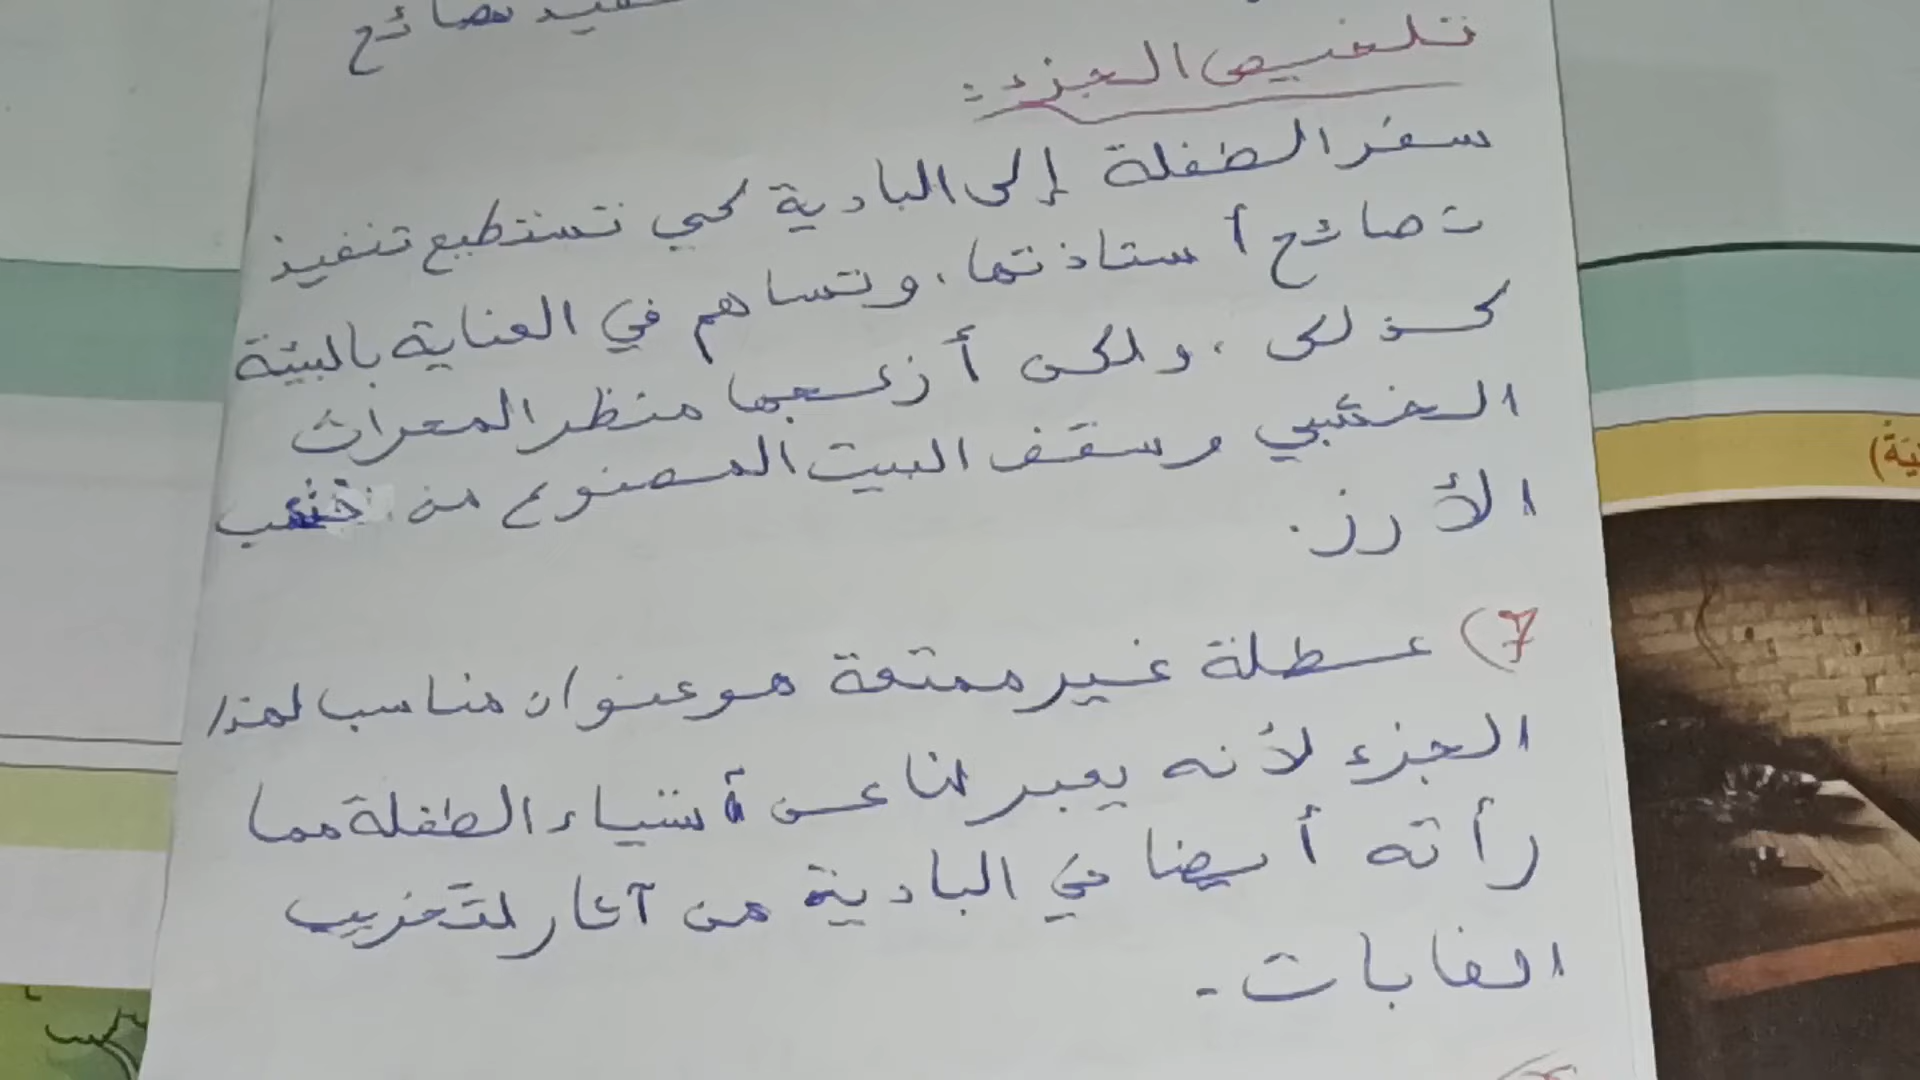 نصائح
تلخيص الجزء:
سفر الطفلة إلى البادية كي تستطيع تنفيذ
نصائح أستاذتها، وتساهم في العناية بالبيئة
كذلك، ولكن أزعجها منظر المحراث
الخشبي وسقف البيت المصنوع من خشب
الأرز.
7) عطلة غير ممتعة هو عنوان مناسب لهذا
الجزء لأنه يعبر لنا عن أستياء الطفلة مما
رأته أيضا في البادية من آثار لتخريب
الغابات.